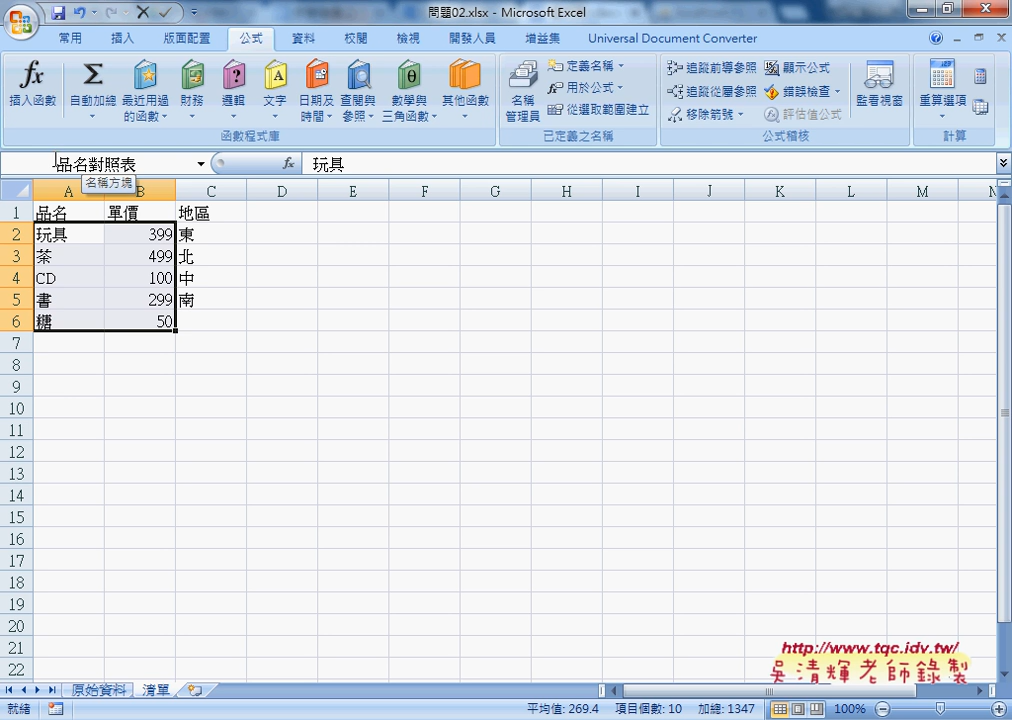 問題02.xlsx - Microsoft Excel
常用 插入 版面配置 公式 資料 校閱 檢視 開發人員 增益集 Universal Document Converter
插入函數 自動加總 最近用過的函數 財務 邏輯 文字 日期及時間 查閱與參照 數學與三角函數 其他函數
函數程式庫
名稱管理員 定義名稱 用於公式 從選取範圍建立
已定義之名稱
追蹤前導參照 追蹤從屬參照 移除箭號 顯示公式 錯誤檢查 評估值公式 監看視窗
公式稽核
重算選項
計算
品名對照表 fx 玩具
名稱方塊
A B C D E F G H I J K L M N
1 品名 單價 地區
2 玩具 399 東
3 茶 499 北
4 CD 100 中
5 書 299 南
6 糖 50
7
8
9
10
11
12
13
14
15
16
17
18
19
20
21
22
http://www.tqc.idv.tw/
吳清輝老師錄製
原始資料 清單
就緒 平均值: 269.4 項目個數: 10 加總: 1347 100%